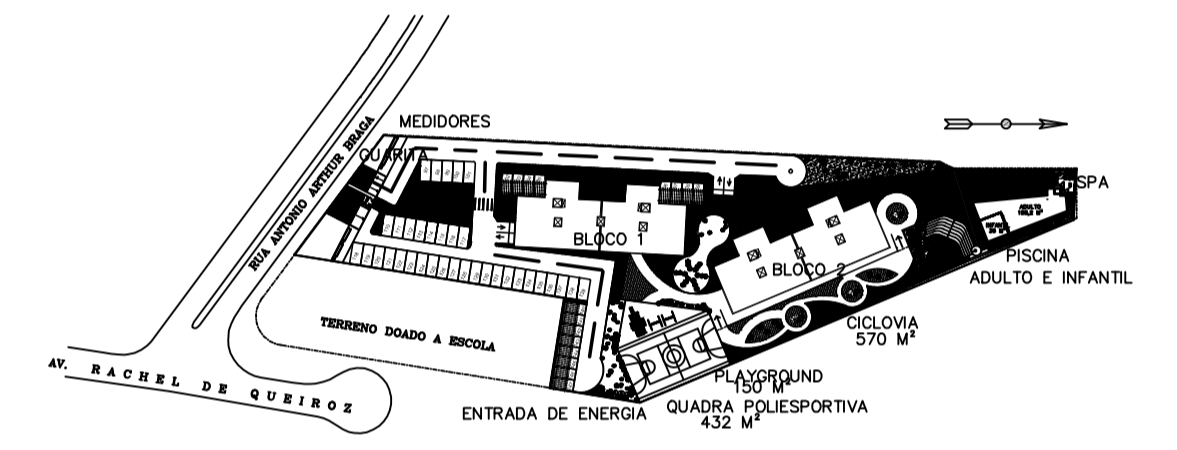 MEDIDORES
GUARITA
RUA ANTONIO ARTHUR BRAGA
SPA
ADULTO
BLOCO 1
PISCINA
ADULTO E INFANTIL
BLOCO 2
TERRENO DOADO A ESCOLA
CICLOVIA
570 M²
AV. RACHEL DE QUEIROZ
PLAYGROUND
150 M²
ENTRADA DE ENERGIA
QUADRA POLIESPORTIVA
432 M²